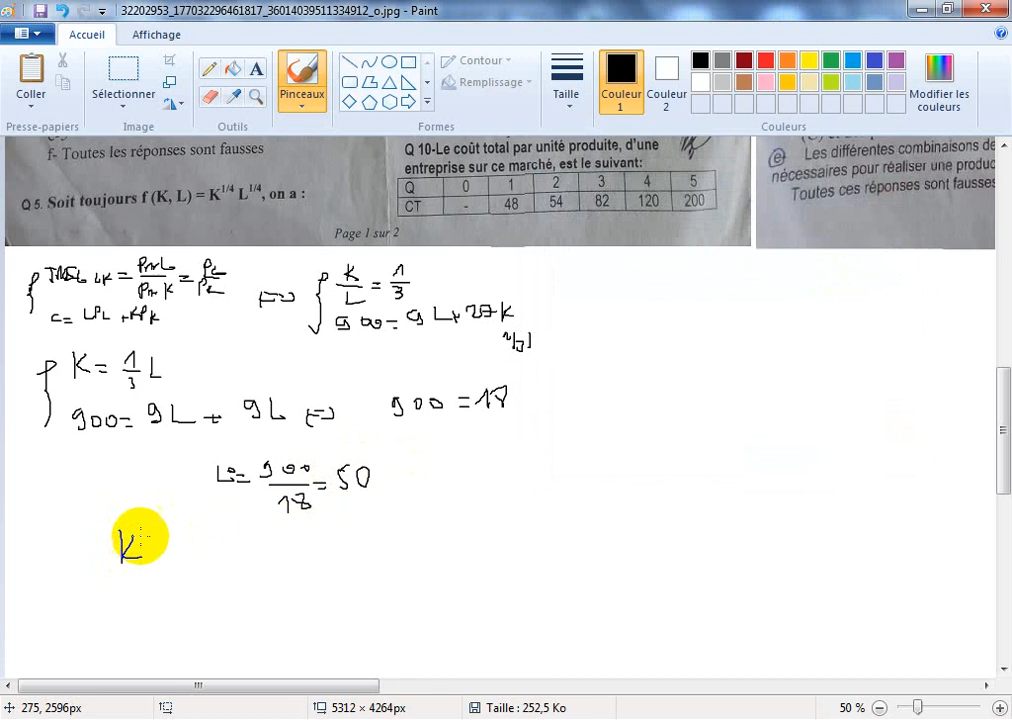 32202953_177032296461817_36014039511334912_o.jpg - Paint
Accueil Affichage
Coller
Sélectionner
Pinceaux
Contour
Remplissage
Taille
Couleur 1
Couleur 2
Modifier les couleurs
Presse-papiers Image Outils Formes Couleurs
f- Toutes les réponses sont fausses
Q 5. Soit toujours f (K, L) = K^1/4 L^1/4, on a :
Q 10-Le coût total par unité produite, d'une
entreprise sur ce marché, est le suivant:
Q 0 1 2 3 4 5
CT - 48 54 82 120 200
Page 1 sur 2
Les différentes combinaisons de
nécessaires pour réaliser une produc
Toutes ces réponses sont fausses
K/L = 1/3
900 = 9L + 27K
K = 1/3 L
900 = 9L + 9L ⇔ 900 = 18
L = 900/18 = 50
K
275, 2596px
5312 × 4264px
Taille : 252,5 Ko
50 %